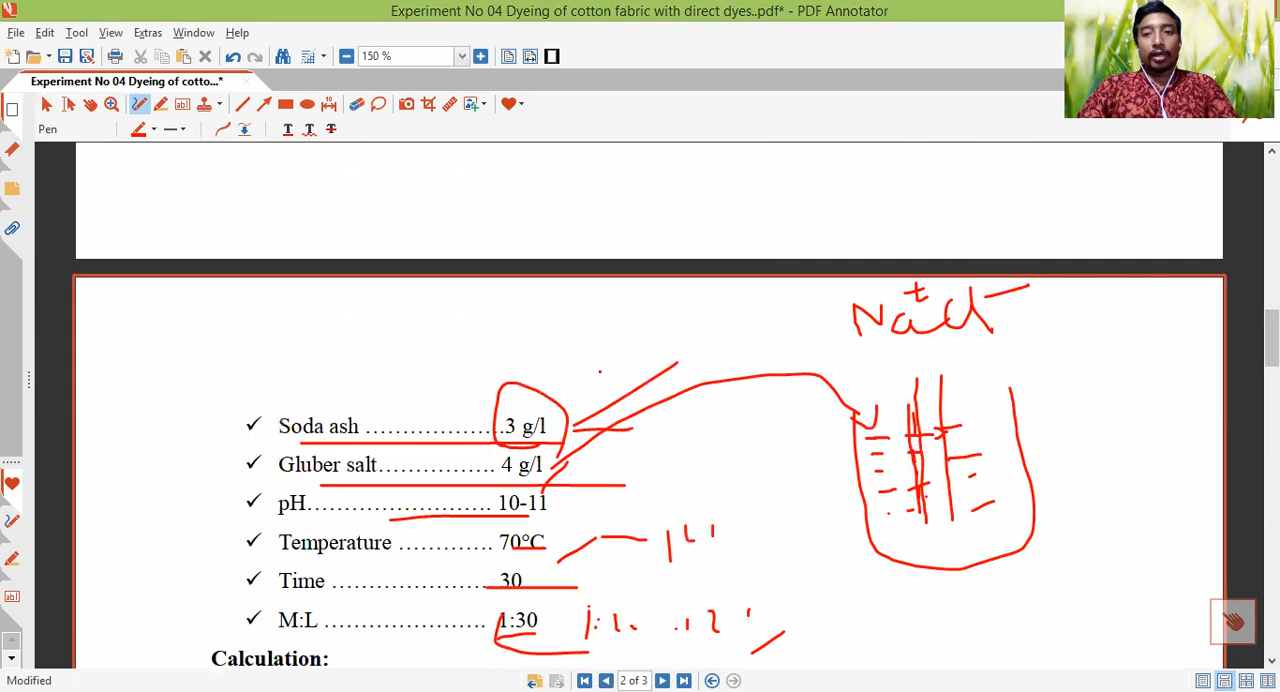 Experiment No 04 Dyeing of cotton fabric with direct dyes..pdf* - PDF Annotator
File Edit Tool View Extras Window Help
150 %
Experiment No 04 Dyeing of cotto...*
Pen
Na+Cl-
✓ Soda ash ........................3 g/l
✓ Gluber salt..................... 4 g/l
✓ pH................................. 10-11
✓ Temperature ................. 70°C
✓ Time ............................ 30
✓ M:L ............................ 1:30
Calculation:
Modified
2 of 3